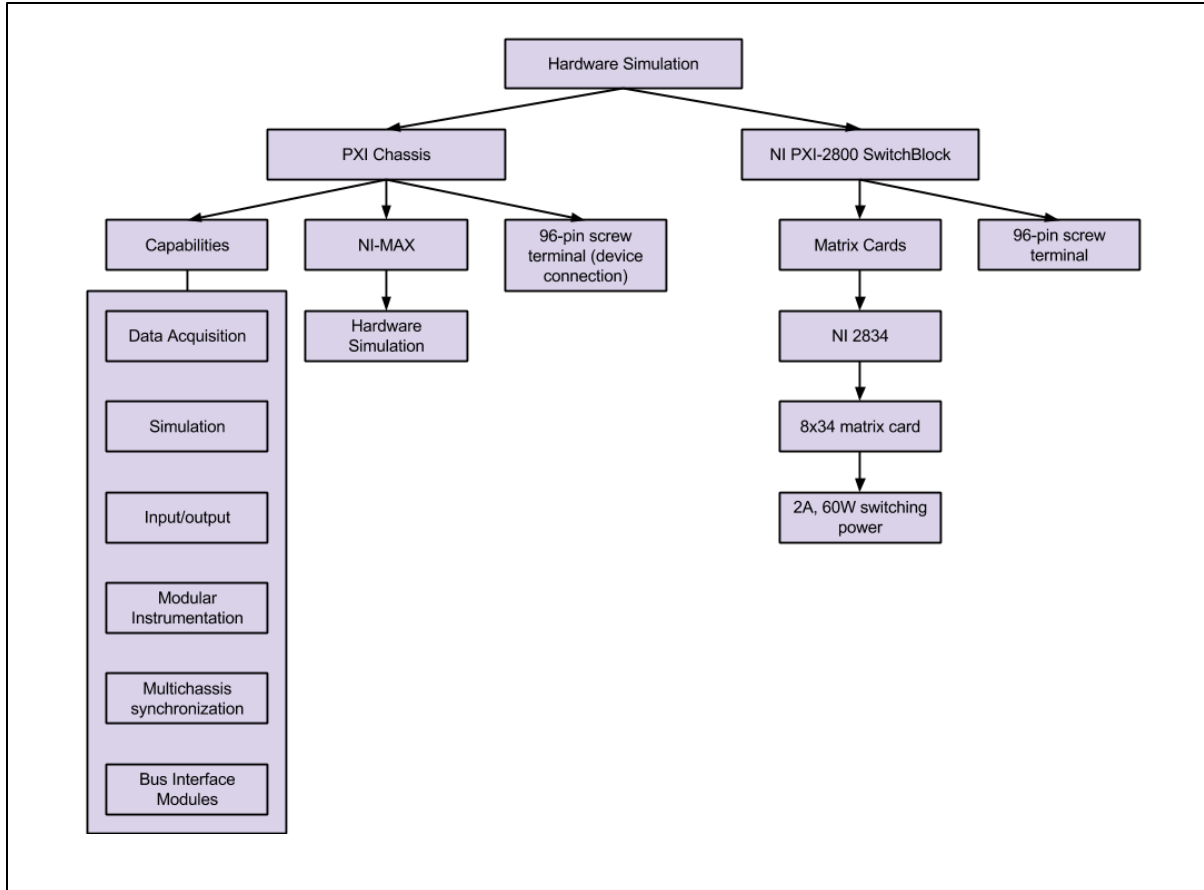 Hardware Simulation
PXI Chassis
NI PXI-2800 SwitchBlock
Capabilities
NI-MAX
96-pin screw
terminal (device
connection)
Matrix Cards
96-pin screw
terminal
Data Acquisition
Hardware
Simulation
NI 2834
Simulation
8x34 matrix card
Input/output
2A, 60W switching
power
Modular
Instrumentation
Multichassis
synchronization
Bus Interface
Modules